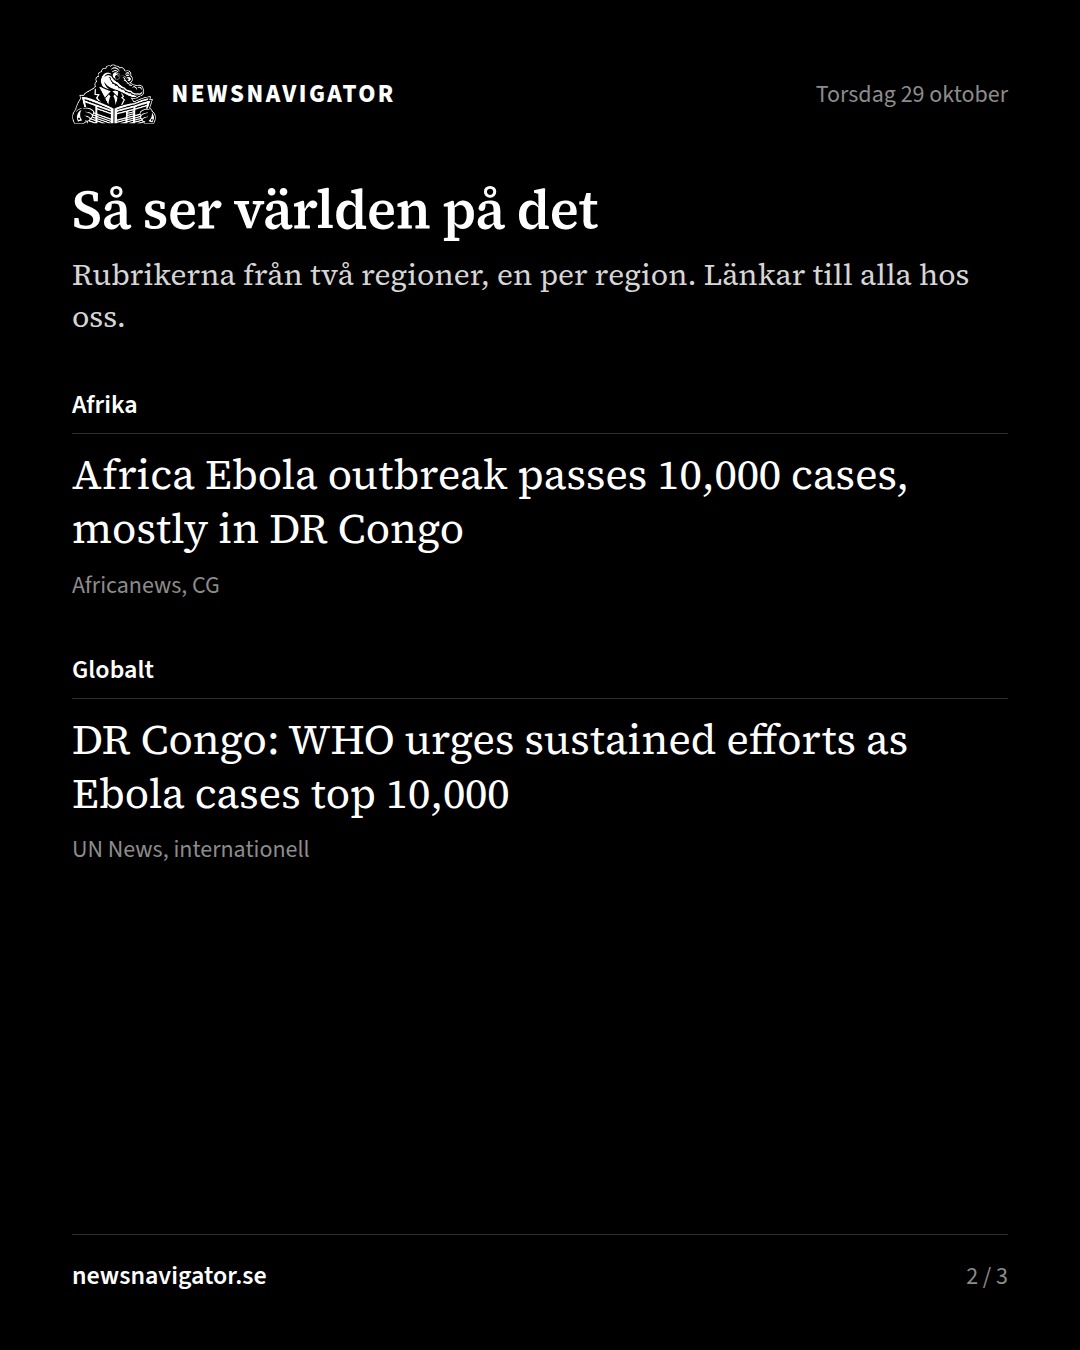 NEWSNAVIGATOR
Torsdag 29 oktober
Så ser världen på det
Rubrikerna från två regioner, en per region. Länkar till alla hos
oss.
Afrika
Africa Ebola outbreak passes 10,000 cases,
mostly in DR Congo
Africanews, CG
Globalt
DR Congo: WHO urges sustained efforts as
Ebola cases top 10,000
UN News, internationell
newsnavigator.se
2 / 3